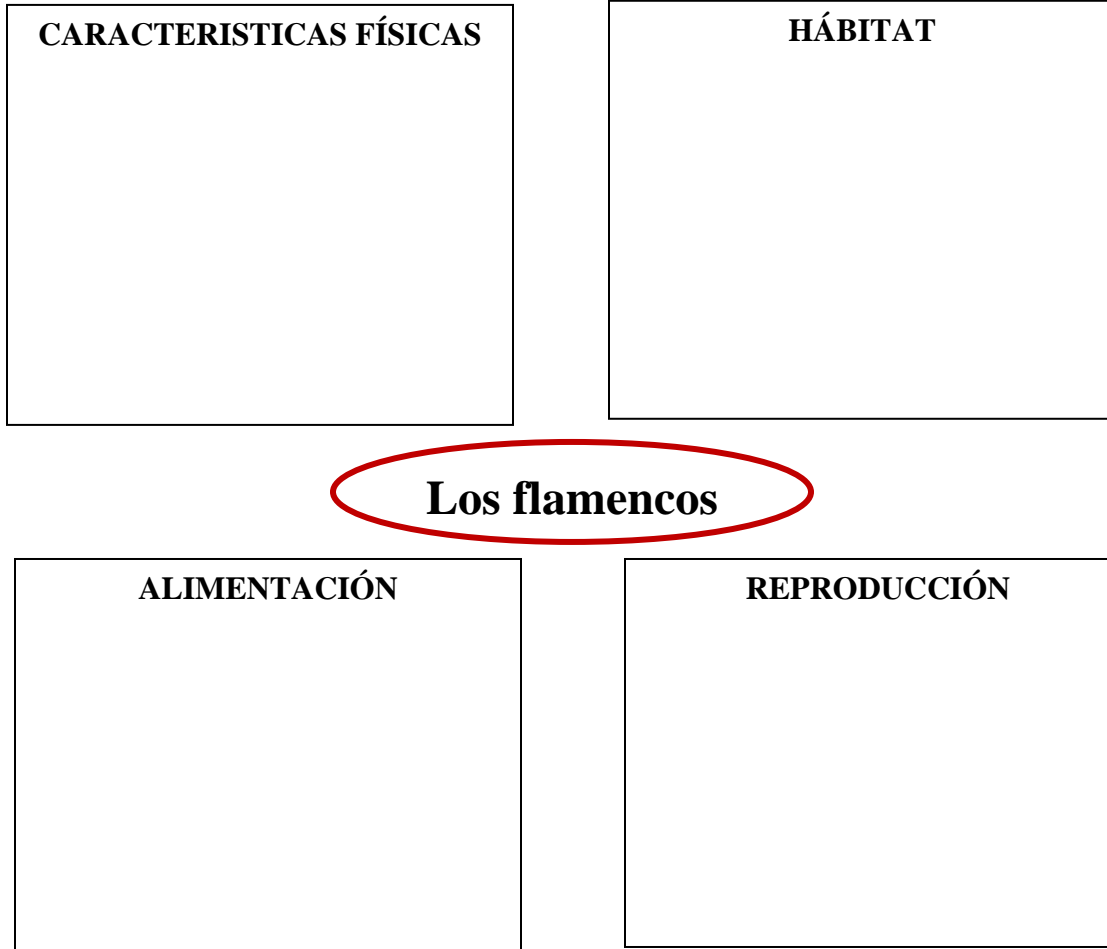 CARACTERISTICAS FÍSICAS
HÁBITAT
Los flamencos
ALIMENTACIÓN
REPRODUCCIÓN